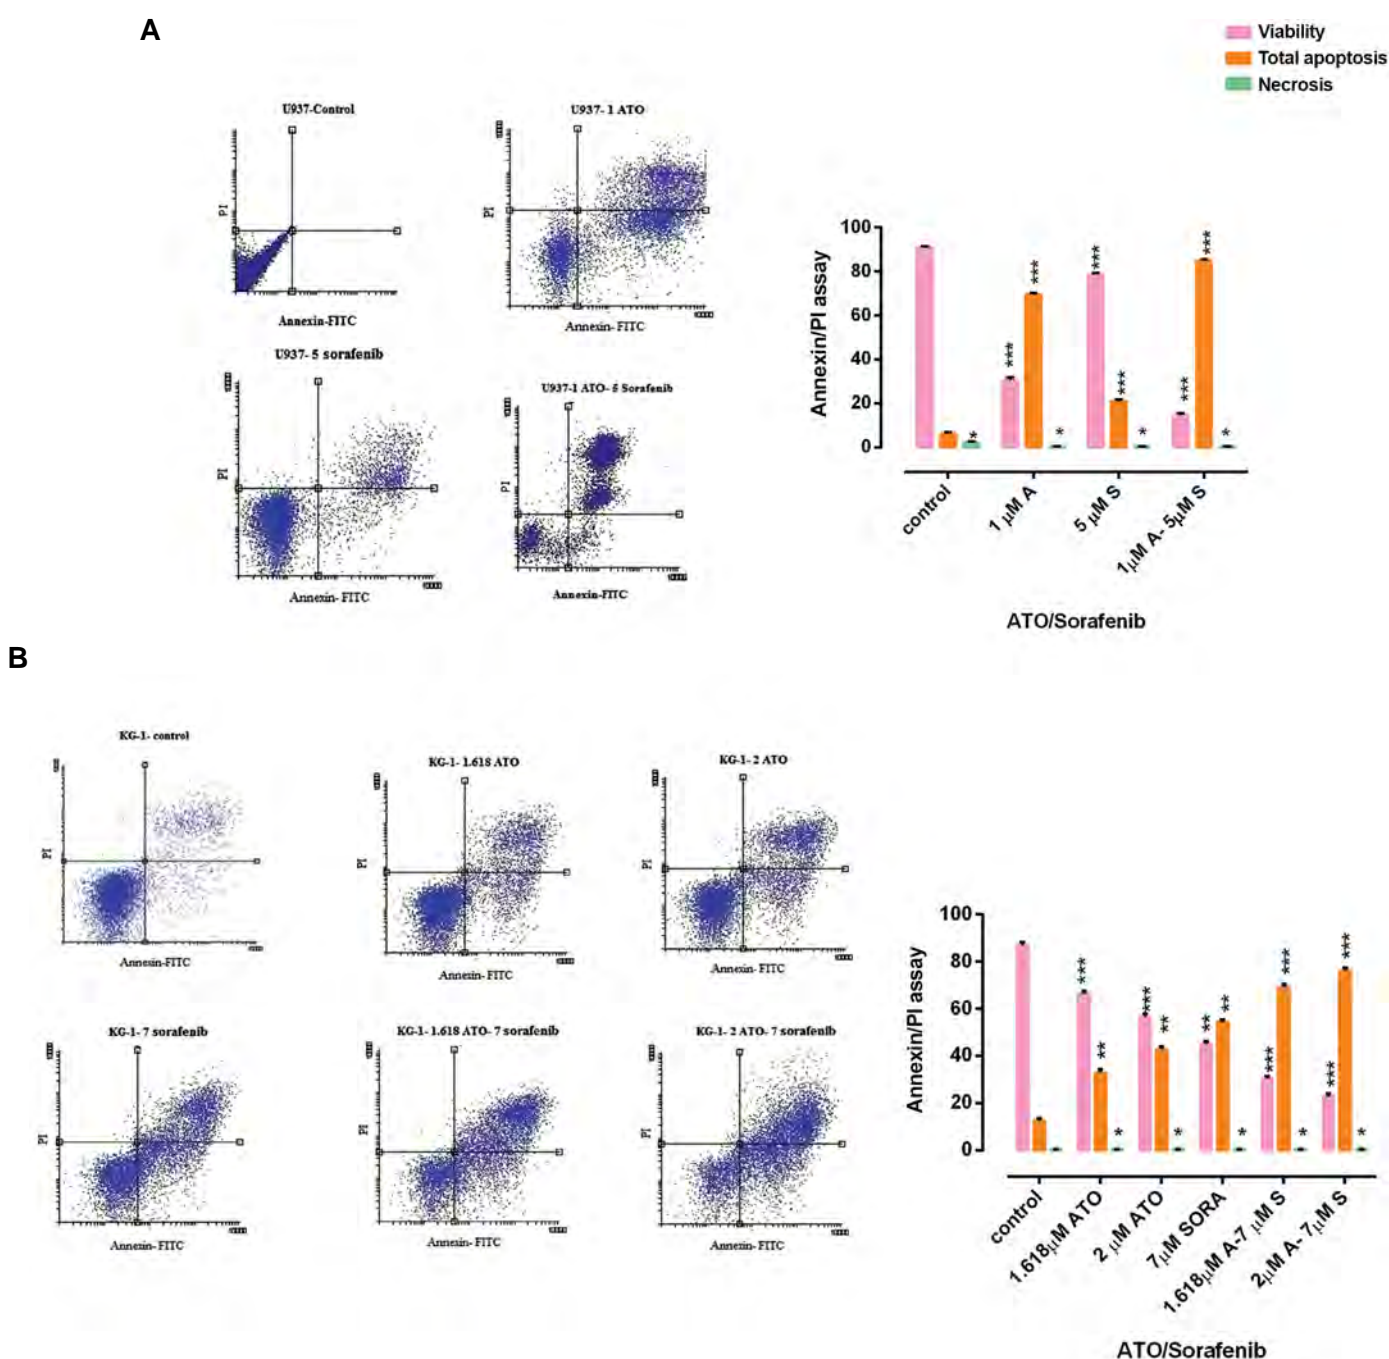 A
Viability
Total apoptosis
Necrosis
U937-Control
PI
Annexin-FITC
U937- 1 ATO
PI
10000
Annexin- FITC
U937- 5 sorafenib
PI
10000
Annexin- FITC
U937-1 ATO- 5 Sorafenib
PI
10000
Annexin-FITC
Annexin/PI assay
100
80
60
40
20
0
***
***
***
***
***
***
*
*
*
*
control
1 μM A
5 μM S
1μM A- 5μM S
ATO/Sorafenib
B
KG-1- control
PI
Annexin-FITC
KG-1- 1.618 ATO
PI
Annexin- FITC
KG-1- 2 ATO
PI
Annexin- FITC
KG-1- 7 sorafenib
PI
Annexin-FITC
KG-1- 1.618 ATO- 7 sorafenib
PI
Annexin-FITC
KG-1- 2 ATO- 7 sorafenib
PI
Annexin-FITC
Annexin/PI assay
100
80
60
40
20
0
***
**
***
**
**
**
***
***
***
***
*
*
*
*
*
control
1.618μM ATO
2 μM ATO
7μM SORA
1.618μM A-7 μM S
2μM A- 7μM S
ATO/Sorafenib